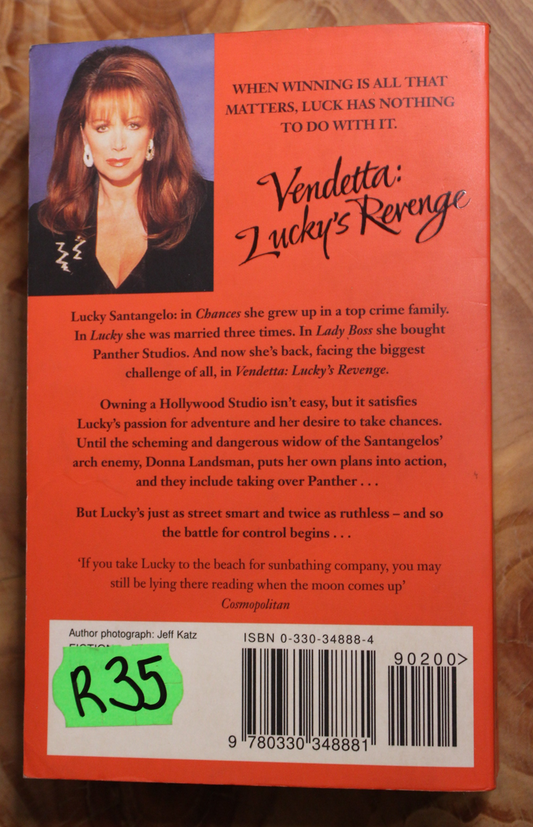 WHEN WINNING IS ALL THAT
MATTERS, LUCK HAS NOTHING
TO DO WITH IT.
Vendetta:
Lucky's Revenge
Lucky Santangelo: in Chances she grew up in a top crime family.
In Lucky she was married three times. In Lady Boss she bought
Panther Studios. And now she's back, facing the biggest
challenge of all, in Vendetta: Lucky's Revenge.
Owning a Hollywood Studio isn't easy, but it satisfies
Lucky's passion for adventure and her desire to take chances.
Until the scheming and dangerous widow of the Santangelos'
arch enemy, Donna Landsman, puts her own plans into action,
and they include taking over Panther . . .
But Lucky's just as street smart and twice as ruthless – and so
the battle for control begins . . .
‘If you take Lucky to the beach for sunbathing company, you may
still be lying there reading when the moon comes up’
Cosmopolitan
Author photograph: Jeff Katz
R35
ISBN 0-330-34888-4
90200>
9 780330 348881